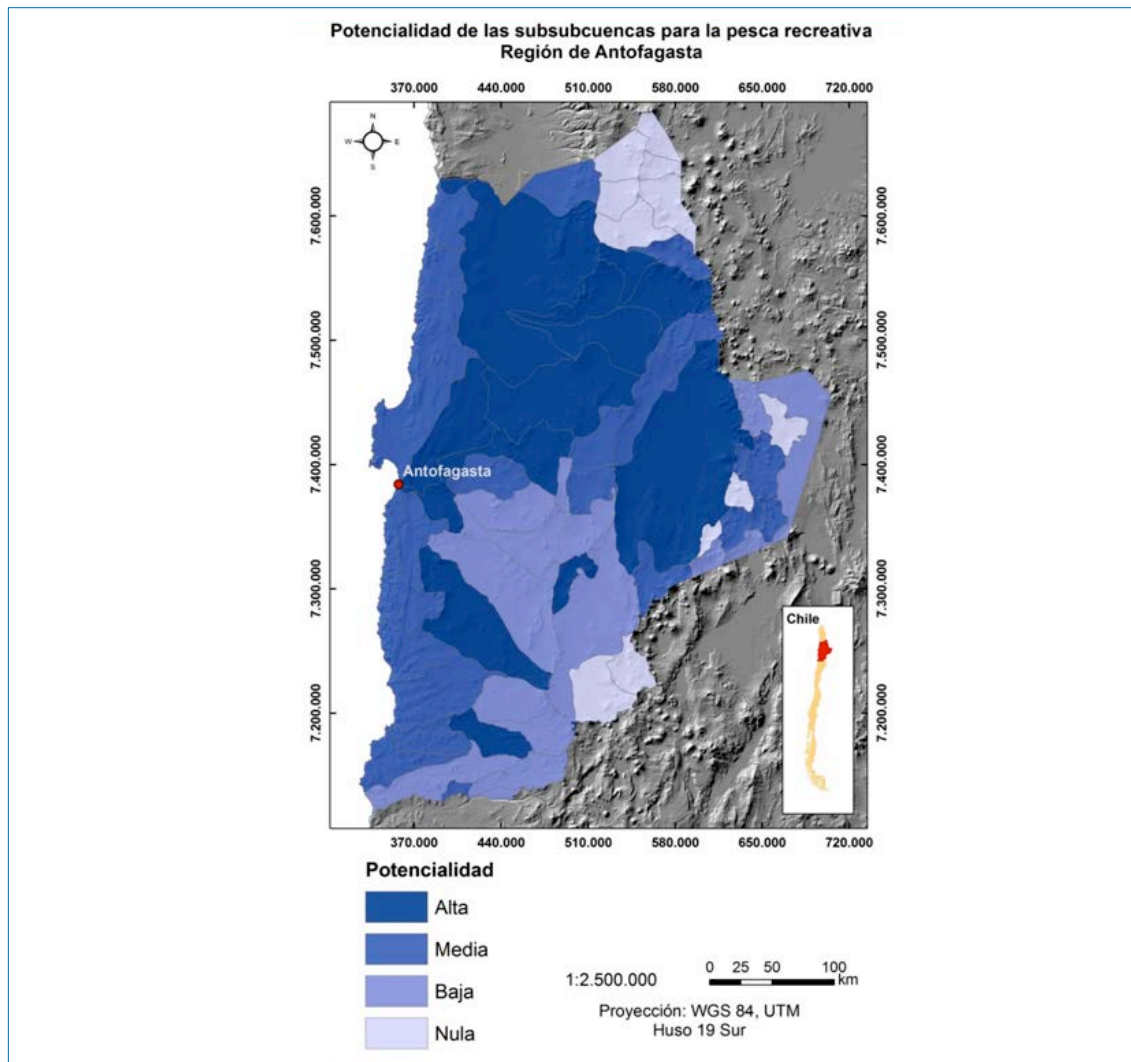 Potencialidad de las subsubcuencas para la pesca recreativa
Región de Antofagasta
370.000 440.000 510.000 580.000 650.000 720.000
N
W E
S
7.600.000 7.600.000
7.500.000 7.500.000
7.400.000 7.400.000
Antofagasta
7.300.000 7.300.000
Chile
7.200.000 7.200.000
370.000 440.000 510.000 580.000 650.000 720.000
Potencialidad
Alta
Media
Baja
Nula
1:2.500.000
0 25 50 100
km
Proyección: WGS 84, UTM
Huso 19 Sur